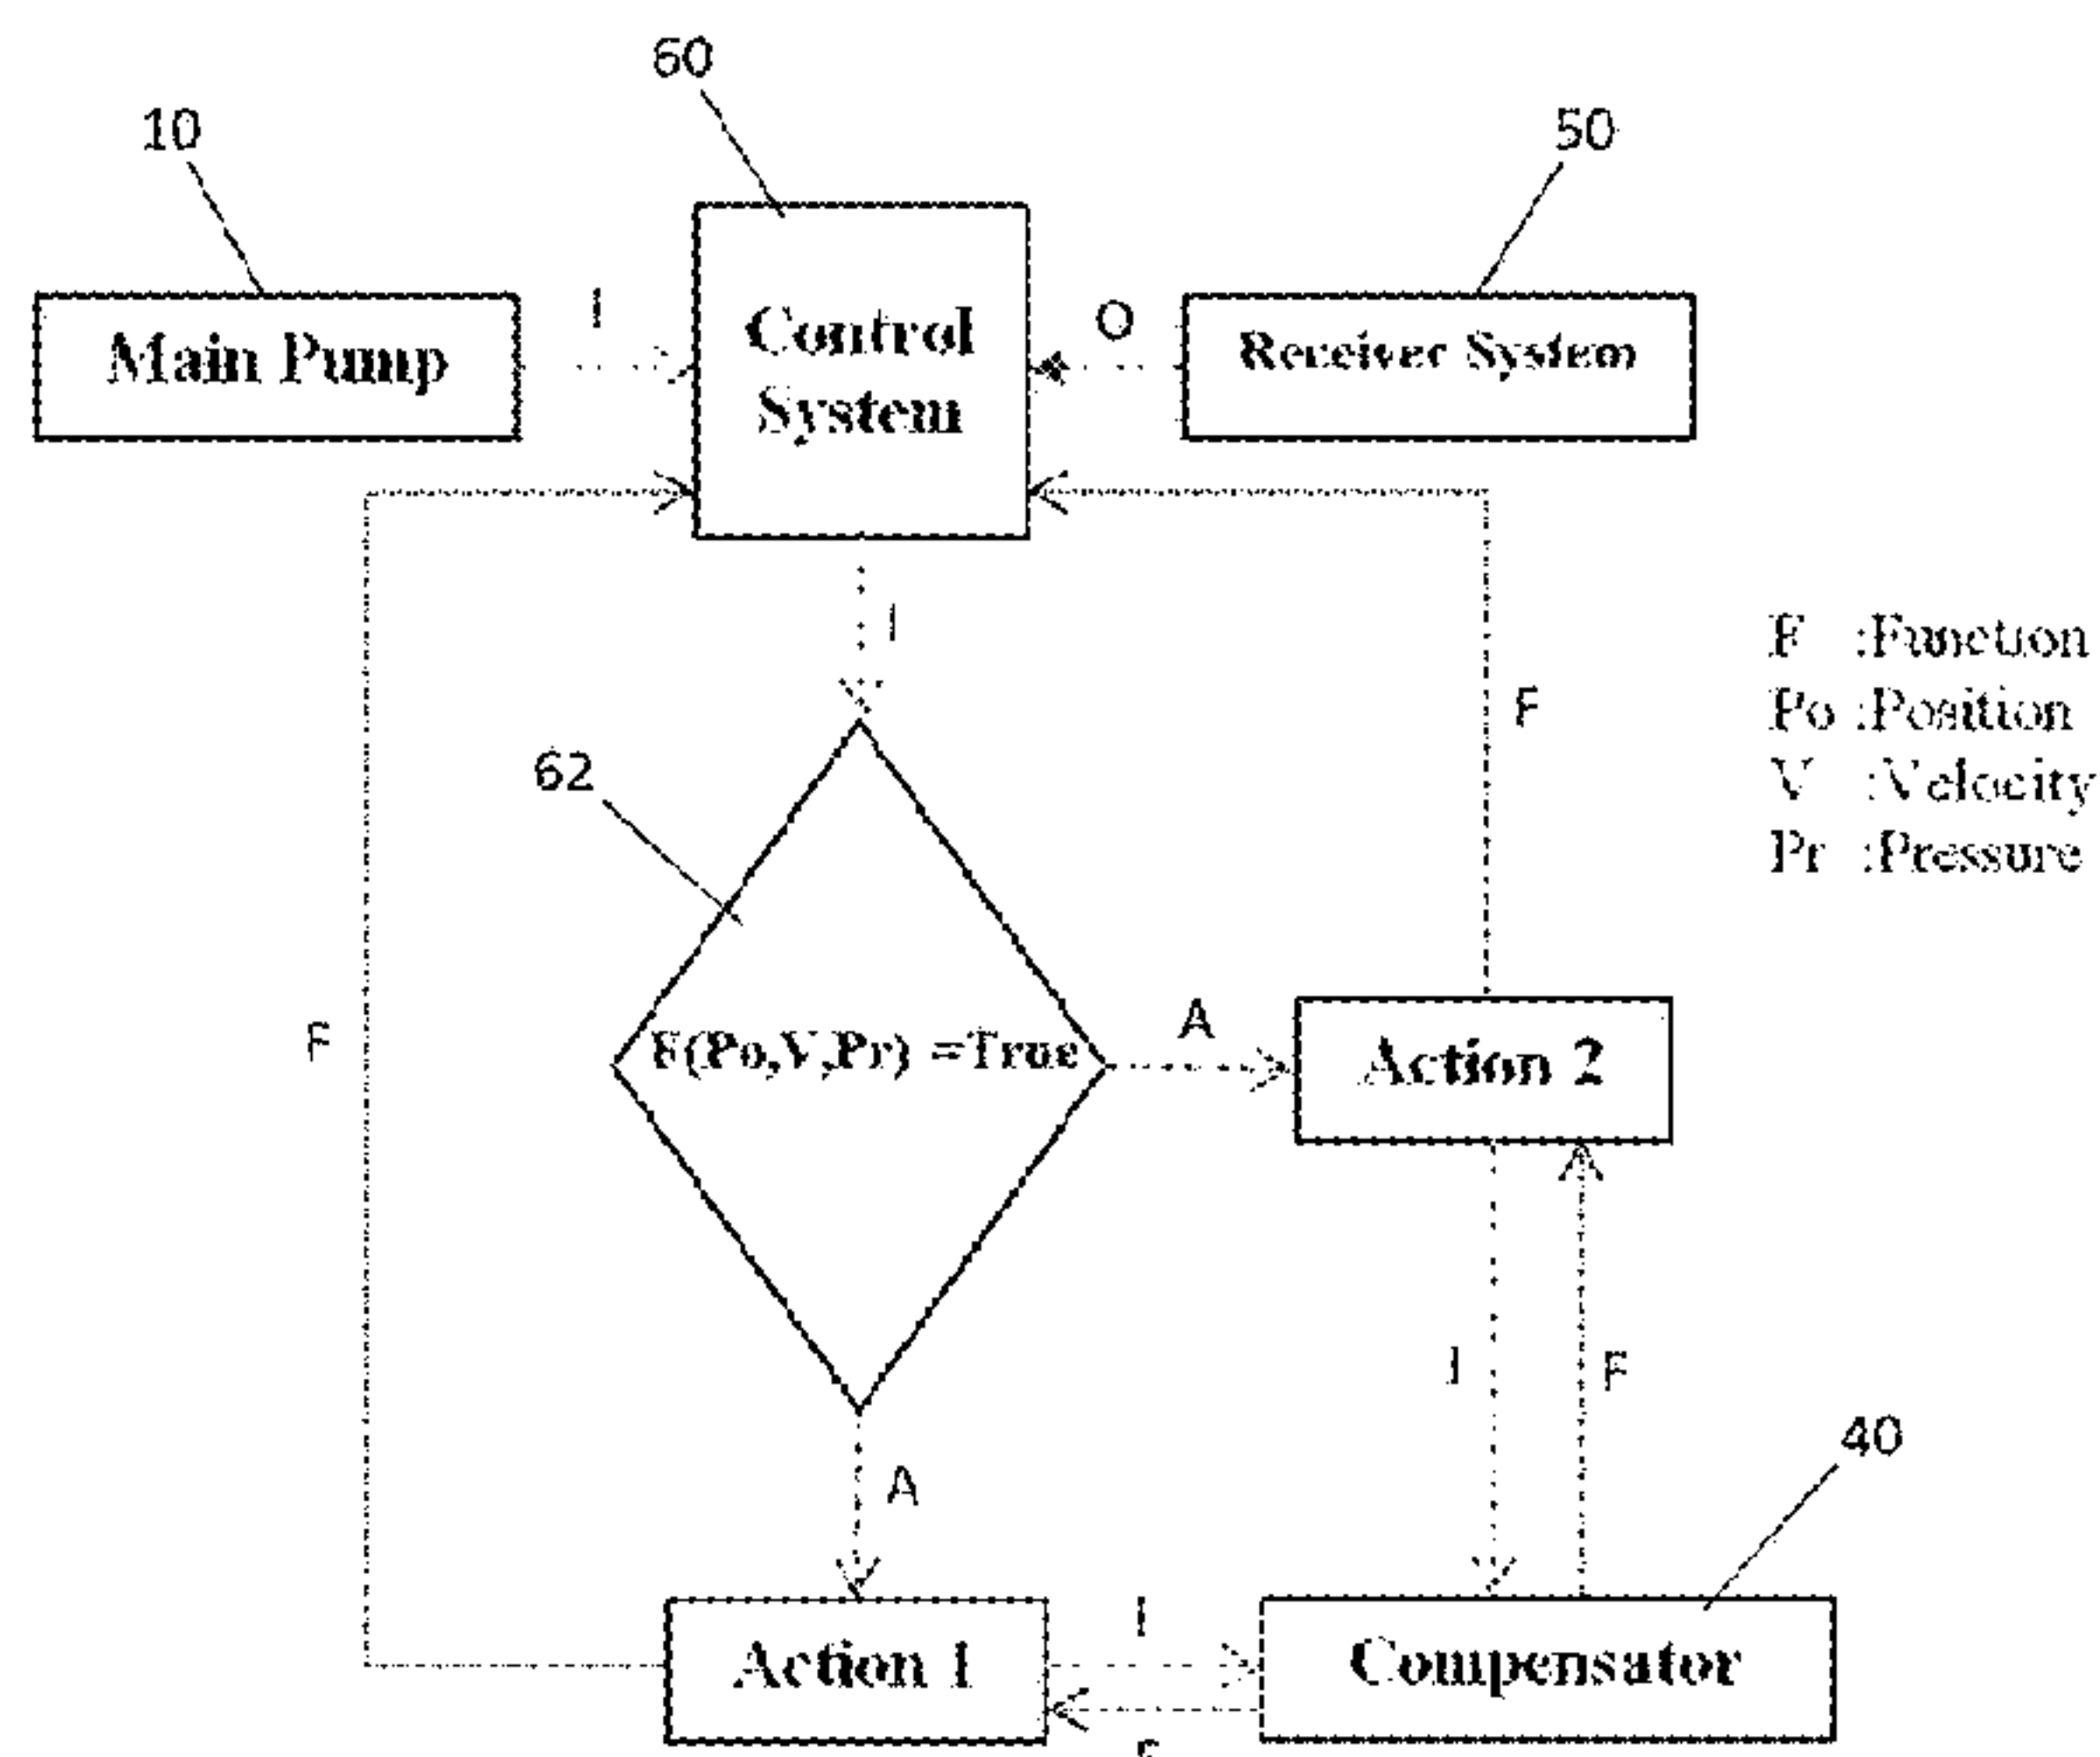 60
10
50
Main Pump
I
Control
System
O
Receiver System
I
F :Function
Po :Position
V :Velocity
Pr :Pressure
F
62
F
F(Po,V,Pr) =True
A
Action 2
I
F
40
A
Action 1
I
Compensator